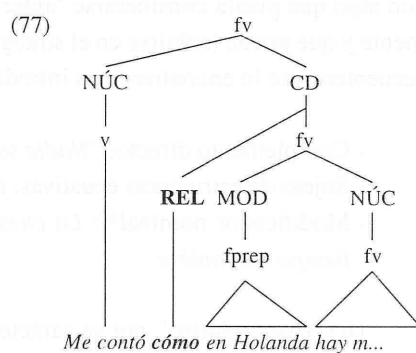 (77)
fv
NÚC CD
v fv
REL MOD NÚC
fprep fv
Me contó cómo en Holanda hay m...